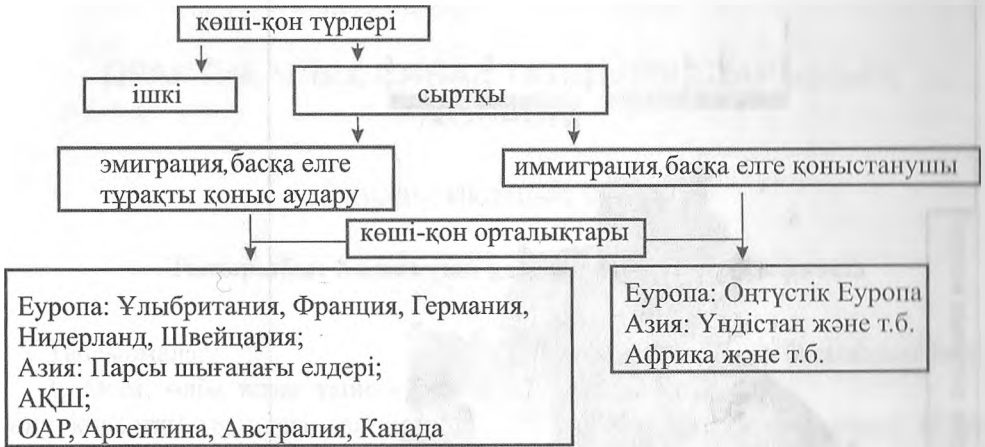 көші-қон түрлері
ішкі
сыртқы
эмиграция,басқа елге
тұрақты қоныс аудару
иммиграция,басқа елге қоныстанушы
көші-қон орталықтары
Еуропа: Ұлыбритания, Франция, Германия,
Нидерланд, Швейцария;
Азия: Парсы шығанағы елдері;
АҚШ;
ОАР, Аргентина, Австралия, Канада
Еуропа: Оңтүстік Еуропа
Азия: Үндістан және т.б.
Африка және т.б.